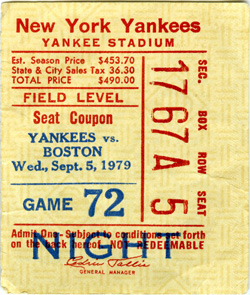 New York Yankees
YANKEE STADIUM
Est. Season Price $453.70
State & City Sales Tax 36.30
TOTAL PRICE $490.00
FIELD LEVEL
Seat Coupon
YANKEES vs.
BOSTON
Wed., Sept. 5, 1979
GAME 72
NIGHT
Admit One - Subject to conditions set forth
on the back hereof. NOT REDEEMABLE
GENERAL MANAGER
SEC. BOX ROW SEAT
17 67 A 5